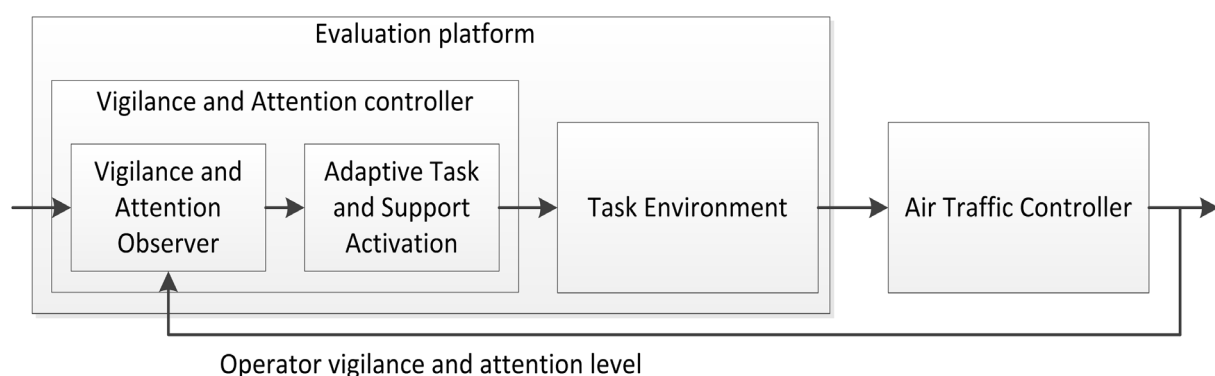 Evaluation platform
Vigilance and Attention controller
Vigilance and
Attention
Observer
Adaptive Task
and Support
Activation
Task Environment
Air Traffic Controller
Operator vigilance and attention level